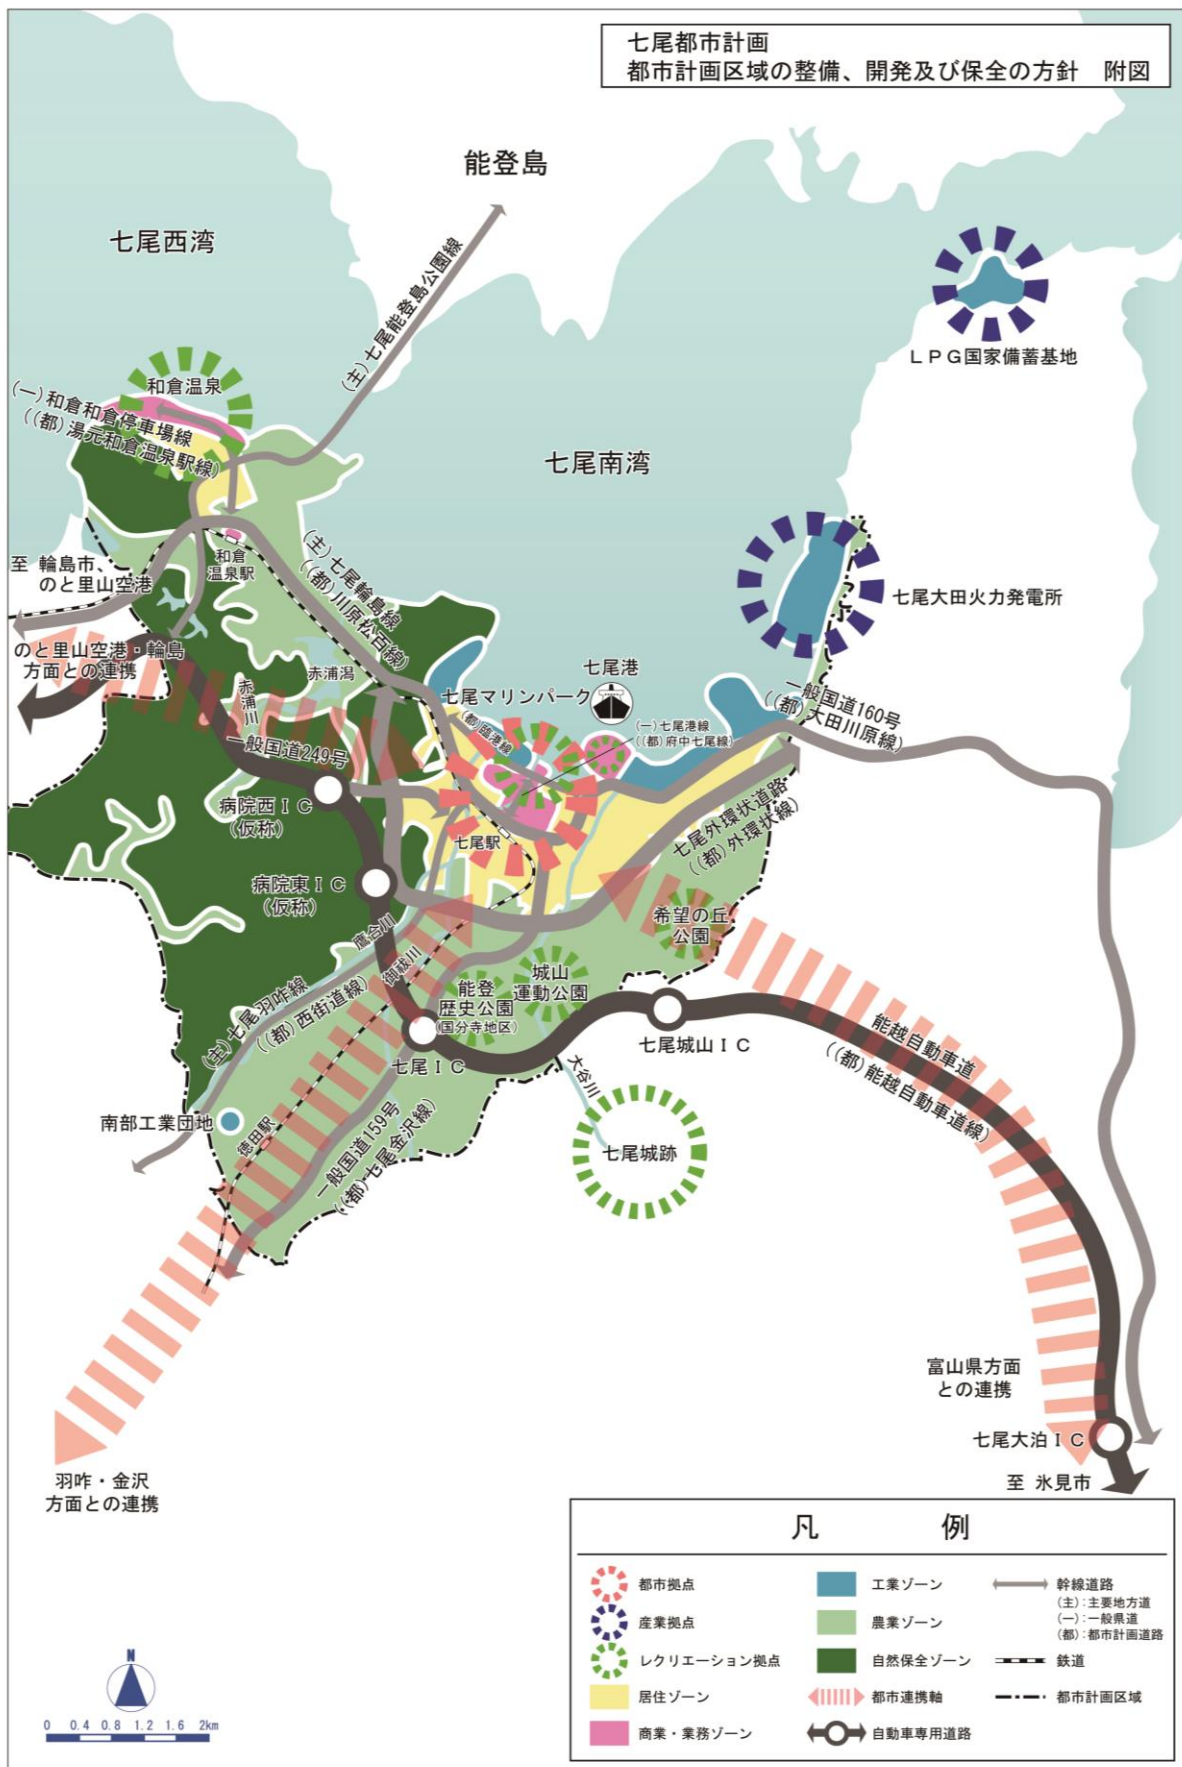 七尾都市計画
都市計画区域の整備、開発及び保全の方針　附図
能登島
七尾西湾
(主)七尾能登島公園線
LPG国家備蓄基地
和倉温泉
(一)和倉和倉停車場線
((都)湯元和倉温泉駅線)
七尾南湾
和倉
温泉駅
至 輪島市、
のと里山空港
(主)七尾輪島線
((都)川原松百線)
七尾大田火力発電所
のと里山空港・輪島
方面との連携
赤浦潟
赤浦川
七尾港
七尾マリンパーク
(都)臨港線
(一)七尾港線
((都)府中七尾線)
一般国道160号
((都)大田川原線)
一般国道249号
病院西IC
(仮称)
七尾駅
七尾外環状道路
((都)外環状線)
病院東IC
(仮称)
希望の丘
公園
鷹合川
御祓川
城山
運動公園
能登
歴史公園
(国分寺地区)
(主)七尾羽咋線
((都)西街道線)
七尾IC
七尾城山IC
大谷川
能越自動車道
((都)能越自動車道線)
南部工業団地
徳田駅
一般国道159号
((都)七尾金沢線)
七尾城跡
富山県方面
との連携
七尾大泊IC
至 氷見市
羽咋・金沢
方面との連携
凡　例
都市拠点
産業拠点
レクリエーション拠点
居住ゾーン
商業・業務ゾーン
工業ゾーン
農業ゾーン
自然保全ゾーン
都市連携軸
自動車専用道路
幹線道路
(主):主要地方道
(一):一般県道
(都):都市計画道路
鉄道
都市計画区域
N
0 0.4 0.8 1.2 1.6 2km